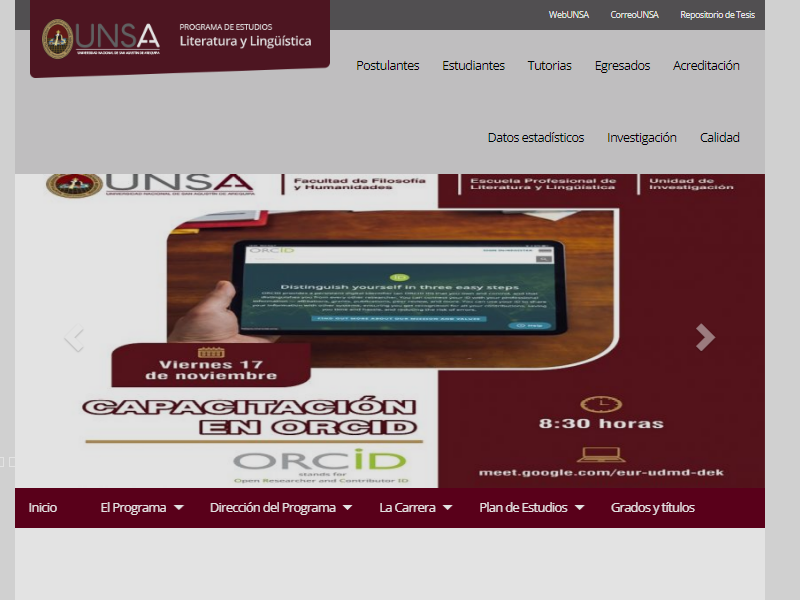 WebUNSA CorreoUNSA Repositorio de Tesis
UNSA
UNIVERSIDAD NACIONAL DE SAN AGUSTÍN DE AREQUIPA
PROGRAMA DE ESTUDIOS
Literatura y Lingüística
Postulantes Estudiantes Tutorias Egresados Acreditación
Datos estadísticos Investigación Calidad
UNSA
UNIVERSIDAD NACIONAL DE SAN AGUSTÍN DE AREQUIPA
Facultad de Filosofía
y Humanidades
Escuela Profesional de
Literatura y Lingüística
Unidad de
Investigación
ORCID
Distinguish yourself in three easy steps
Viernes 17
de noviembre
CAPACITACIÓN
EN ORCID
ORCID
stands for
Open Researcher and Contributor ID
8:30 horas
meet.google.com/eur-udmd-dek
Inicio El Programa Dirección del Programa La Carrera Plan de Estudios Grados y títulos